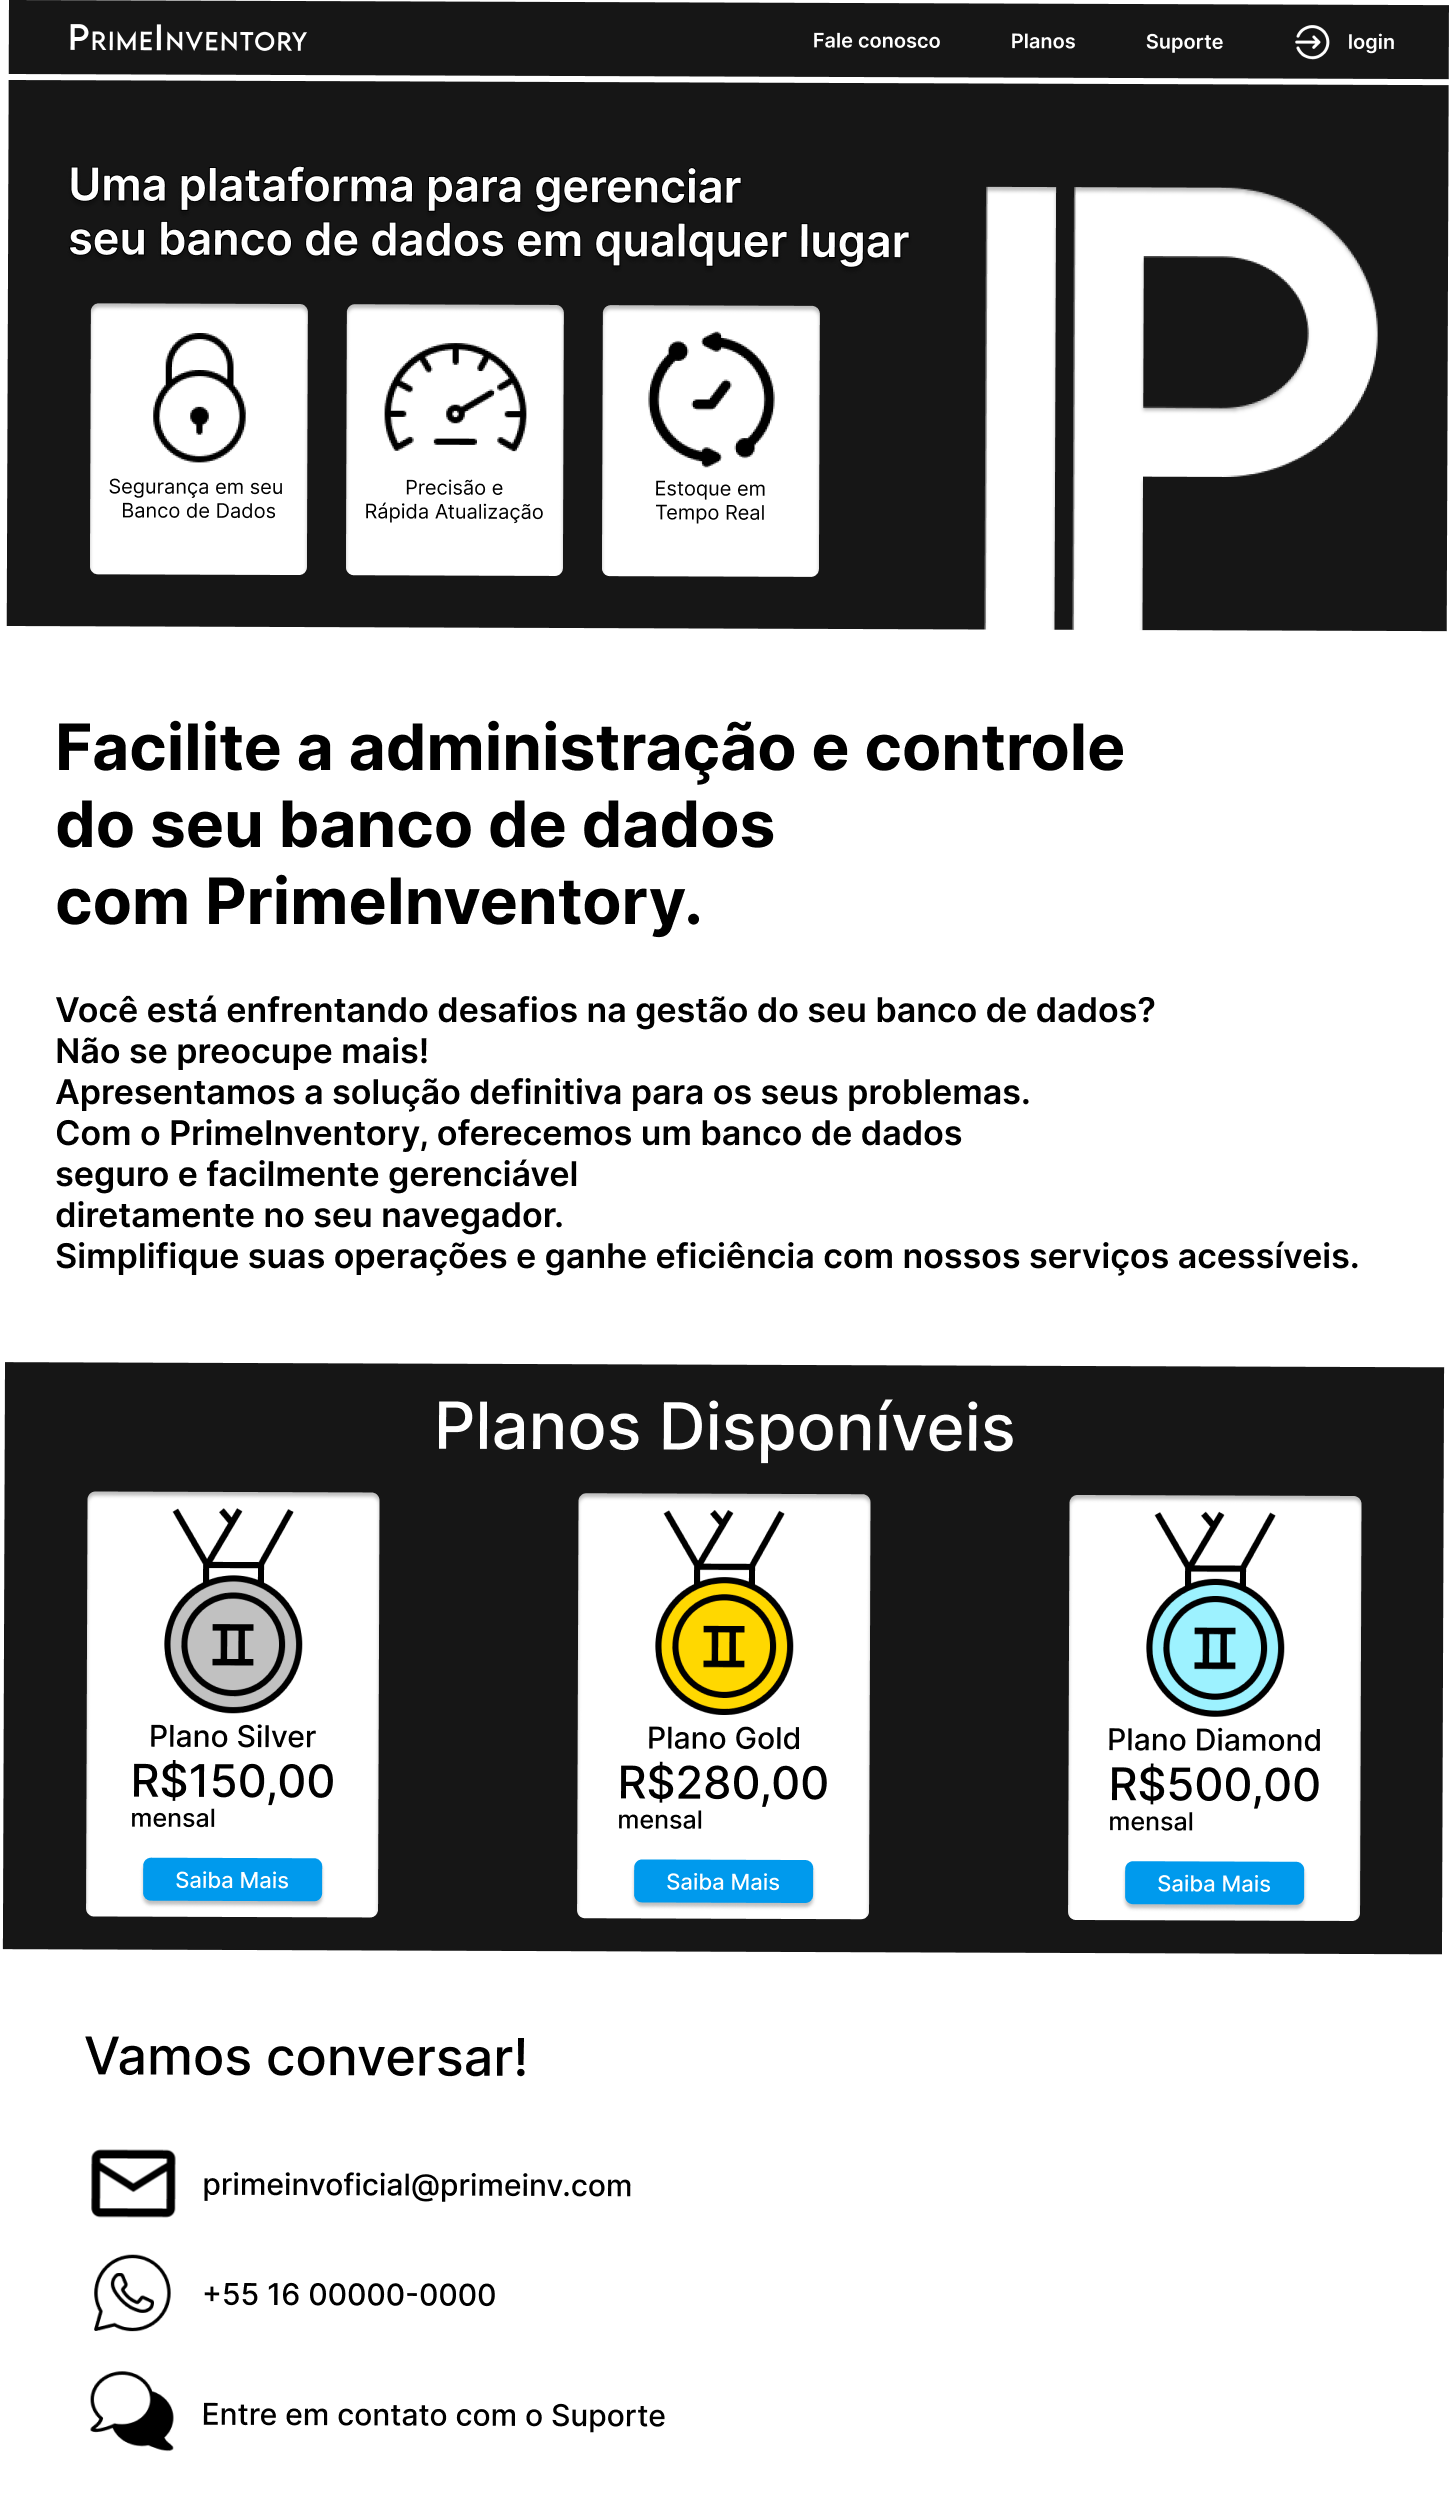 PrimeInventory
Fale conosco
Planos
Suporte
login
Uma plataforma para gerenciar
seu banco de dados em qualquer lugar
Segurança em seu
Banco de Dados
Precisão e
Rápida Atualização
Estoque em
Tempo Real
IP
Facilite a administração e controle
do seu banco de dados
com PrimeInventory.
Você está enfrentando desafios na gestão do seu banco de dados?
Não se preocupe mais!
Apresentamos a solução definitiva para os seus problemas.
Com o PrimeInventory, oferecemos um banco de dados
seguro e facilmente gerenciável
diretamente no seu navegador.
Simplifique suas operações e ganhe eficiência com nossos serviços acessíveis.
Planos Disponíveis
II
Plano Silver
R$150,00
mensal
Saiba Mais
II
Plano Gold
R$280,00
mensal
Saiba Mais
II
Plano Diamond
R$500,00
mensal
Saiba Mais
Vamos conversar!
primeinvoficial@primeinv.com
+55 16 00000-0000
Entre em contato com o Suporte